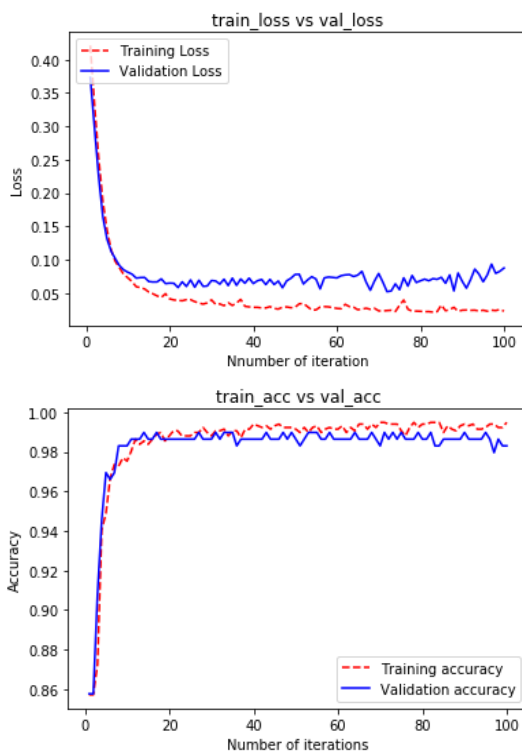 train_loss vs val_loss
Training Loss
Validation Loss
0.40
0.35
0.30
0.25
0.20
0.15
0.10
0.05
Loss
0 20 40 60 80 100
Nnumber of iteration
train_acc vs val_acc
1.00
0.98
0.96
0.94
0.92
0.90
0.88
0.86
Accuracy
Training accuracy
Validation accuracy
0 20 40 60 80 100
Number of iterations